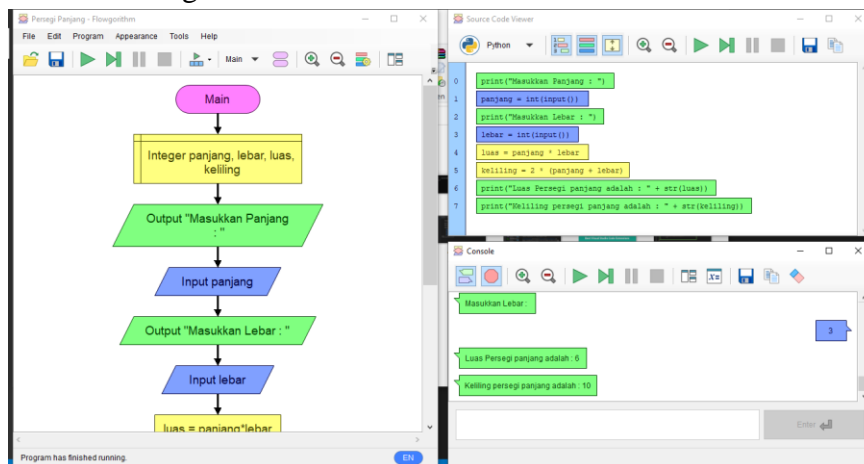 Persegi Panjang - Flowgorithm
File Edit Program Appearance Tools Help
Main
Main
Integer panjang, lebar, luas,
keliling
Output "Masukkan Panjang
: "
Input panjang
Output "Masukkan Lebar : "
Input lebar
luas = panjang*lebar
Program has finished running.
EN
Source Code Viewer
Python
0 print("Masukkan Panjang : ")
1 panjang = int(input())
2 print("Masukkan Lebar : ")
3 lebar = int(input())
4 luas = panjang * lebar
5 keliling = 2 * (panjang + lebar)
6 print("Luas Persegi panjang adalah : " + str(luas))
7 print("Keliling persegi panjang adalah : " + str(keliling))
Console
Masukkan Lebar :
3
Luas Persegi panjang adalah : 6
Keliling persegi panjang adalah : 10
Enter